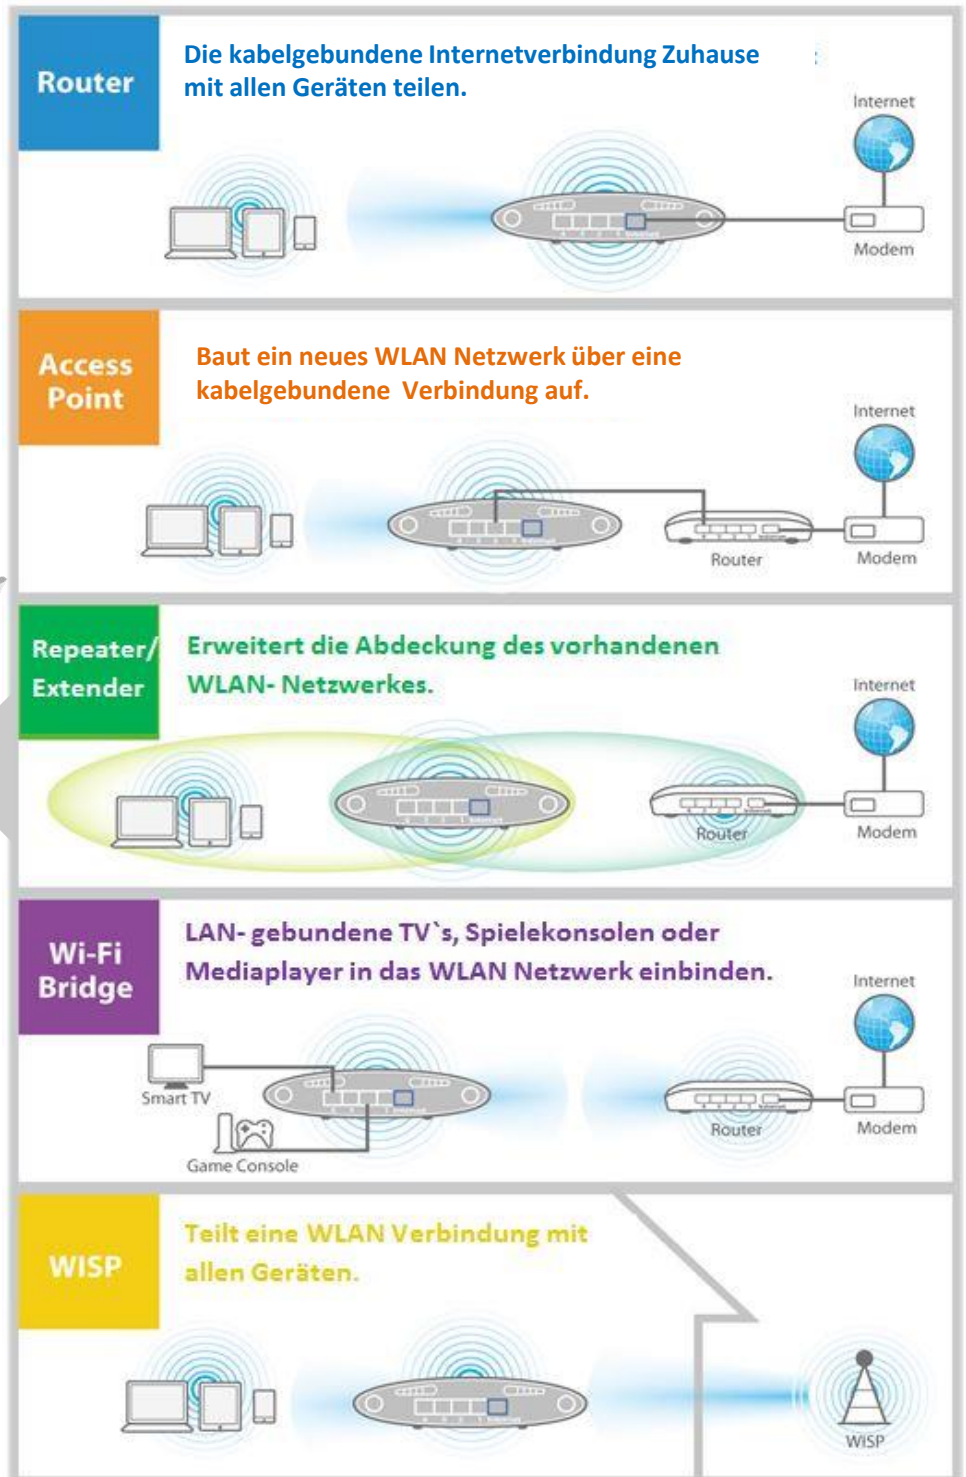 Router
Die kabelgebundene Internetverbindung Zuhause
mit allen Geräten teilen.
Internet
Modem
Access
Point
Baut ein neues WLAN Netzwerk über eine
kabelgebundene Verbindung auf.
Internet
Router
Modem
Repeater/
Extender
Erweitert die Abdeckung des vorhandenen
WLAN- Netzwerkes.
Internet
Router
Modem
Wi-Fi
Bridge
LAN- gebundene TV`s, Spielekonsolen oder
Mediaplayer in das WLAN Netzwerk einbinden.
Internet
Smart TV
Game Console
Router
Modem
WISP
Teilt eine WLAN Verbindung mit
allen Geräten.
WiSP